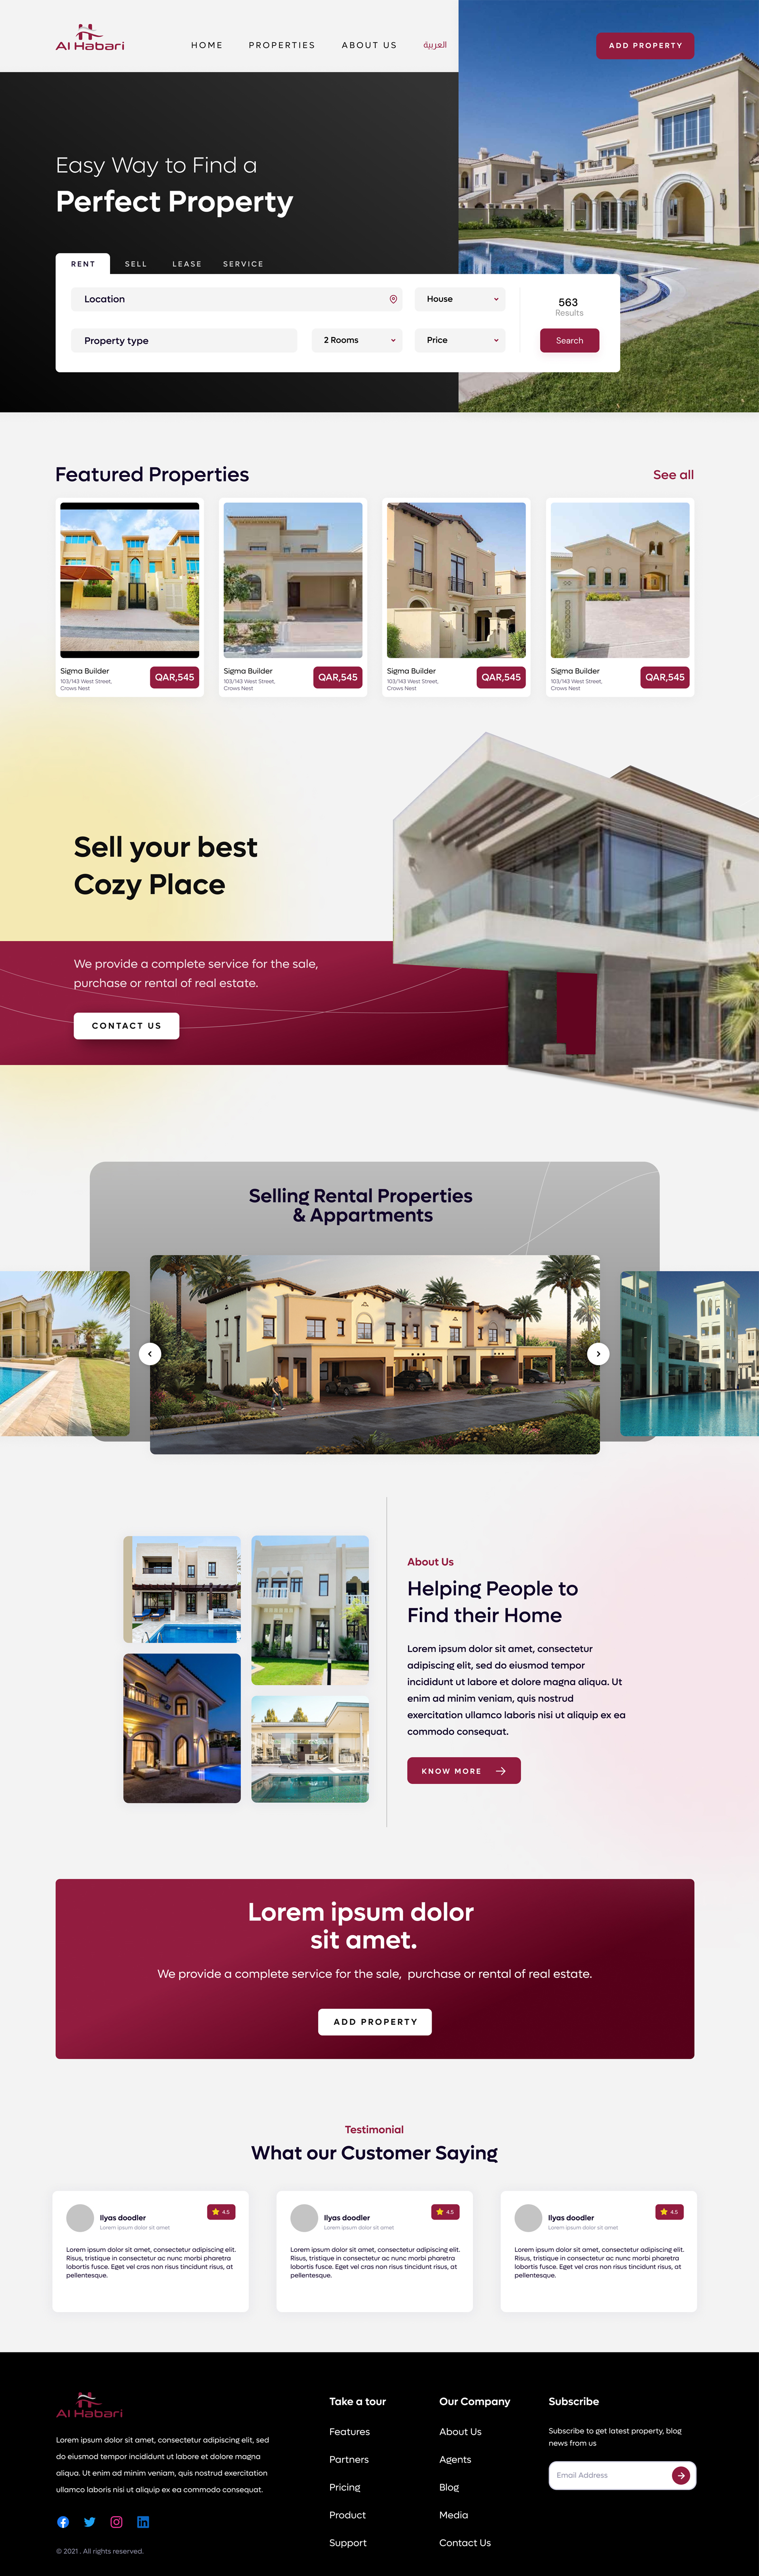 Al Habari
HOME PROPERTIES ABOUT US العربية
ADD PROPERTY
Easy Way to Find a
Perfect Property
RENT SELL LEASE SERVICE
Location
House
563
Results
Property type
2 Rooms
Price
Search
Featured Properties
See all
Sigma Builder
103/143 West Street,
Crows Nest
QAR,545
Sigma Builder
103/143 West Street,
Crows Nest
QAR,545
Sigma Builder
103/143 West Street,
Crows Nest
QAR,545
Sigma Builder
103/143 West Street,
Crows Nest
QAR,545
Sell your best
Cozy Place
We provide a complete service for the sale,
purchase or rental of real estate.
CONTACT US
Selling Rental Properties
& Appartments
About Us
Helping People to
Find their Home
Lorem ipsum dolor sit amet, consectetur
adipiscing elit, sed do eiusmod tempor
incididunt ut labore et dolore magna aliqua. Ut
enim ad minim veniam, quis nostrud
exercitation ullamco laboris nisi ut aliquip ex ea
commodo consequat.
KNOW MORE
Lorem ipsum dolor
sit amet.
We provide a complete service for the sale, purchase or rental of real estate.
ADD PROPERTY
Testimonial
What our Customer Saying
Ilyas doodler
Lorem ipsum dolor sit amet
4.5
Lorem ipsum dolor sit amet, consectetur adipiscing elit.
Risus, tristique in consectetur ac nunc morbi pharetra
lobortis fusce. Eget vel cras non risus tincidunt risus, at
pellentesque.
Ilyas doodler
Lorem ipsum dolor sit amet
4.5
Lorem ipsum dolor sit amet, consectetur adipiscing elit.
Risus, tristique in consectetur ac nunc morbi pharetra
lobortis fusce. Eget vel cras non risus tincidunt risus, at
pellentesque.
Ilyas doodler
Lorem ipsum dolor sit amet
4.5
Lorem ipsum dolor sit amet, consectetur adipiscing elit.
Risus, tristique in consectetur ac nunc morbi pharetra
lobortis fusce. Eget vel cras non risus tincidunt risus, at
pellentesque.
Al Habari
Lorem ipsum dolor sit amet, consectetur adipiscing elit, sed
do eiusmod tempor incididunt ut labore et dolore magna
aliqua. Ut enim ad minim veniam, quis nostrud exercitation
ullamco laboris nisi ut aliquip ex ea commodo consequat.
© 2021 . All rights reserved.
Take a tour
Features
Partners
Pricing
Product
Support
Our Company
About Us
Agents
Blog
Media
Contact Us
Subscribe
Subscribe to get latest property, blog
news from us
Email Address